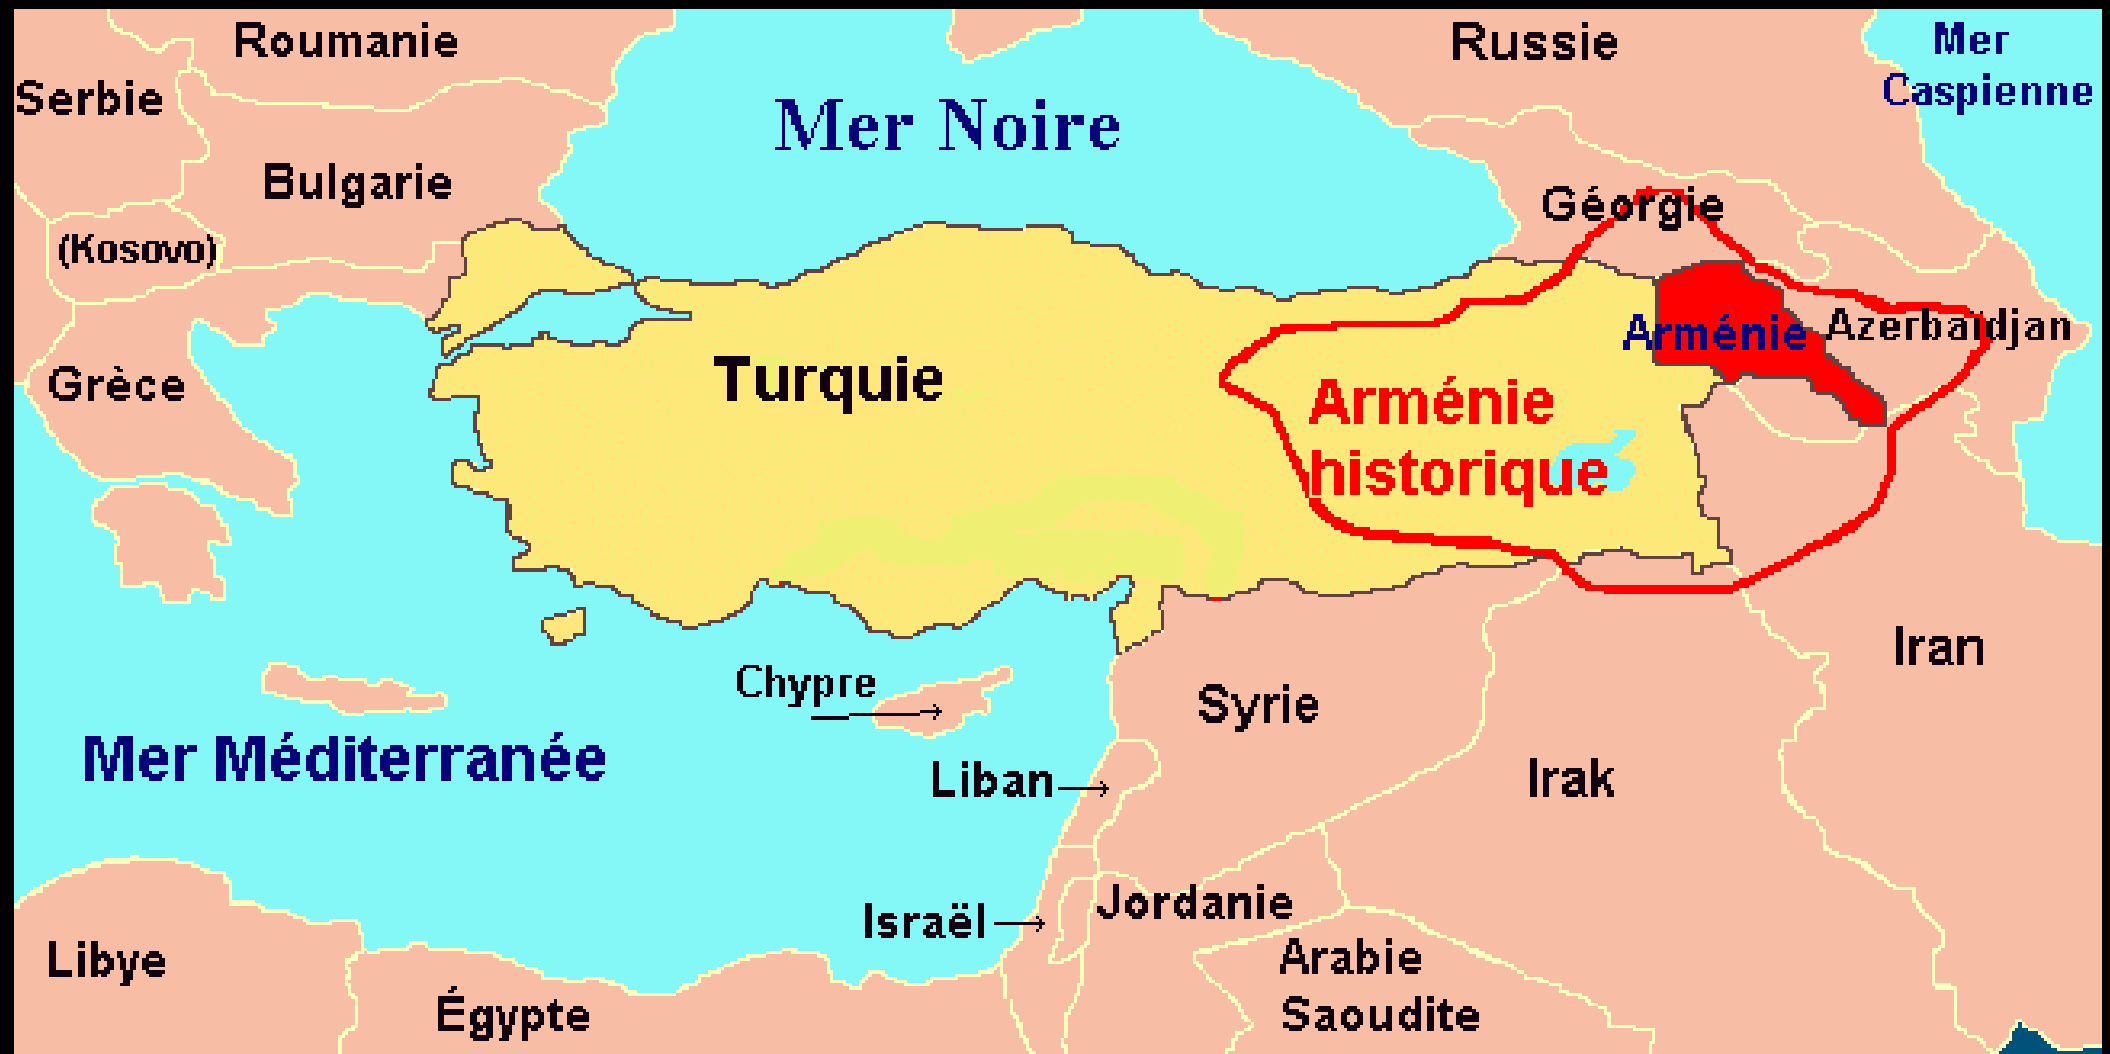 Roumanie
Russie
Mer
Caspienne
Serbie
Mer Noire
Bulgarie
Géorgie
(Kosovo)
Arménie
Azerbaïdjan
Grèce
Turquie
Arménie
historique
Iran
Chypre
Syrie
Mer Méditerranée
Liban
Irak
Israël
Jordanie
Libye
Arabie
Saoudite
Égypte